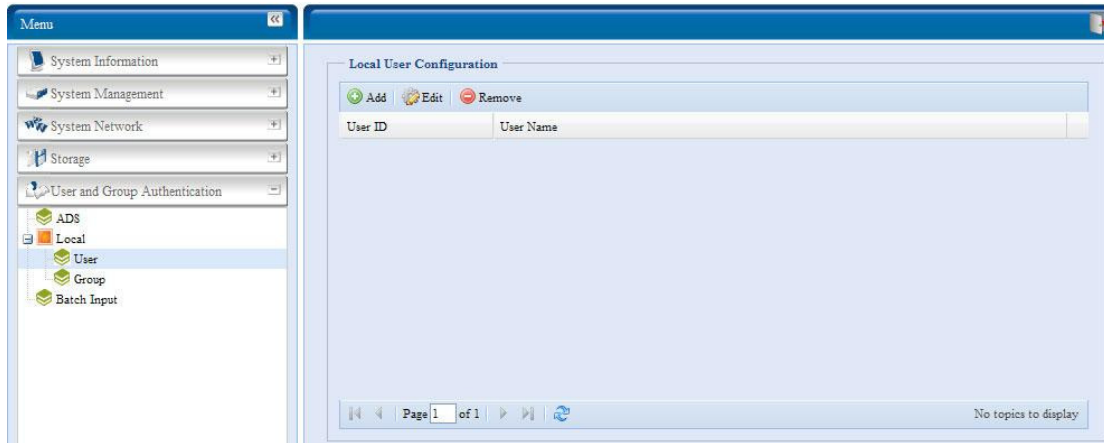 Menu
System Information
System Management
System Network
Storage
User and Group Authentication
ADS
Local
User
Group
Batch Input
Local User Configuration
Add Edit Remove
User ID User Name
Page 1 of 1 No topics to display